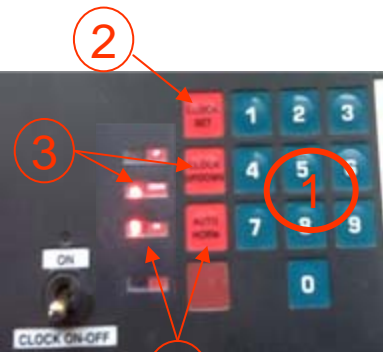 2
CLOCK
SET
1 2 3
3
CLOCK
UP/DOWN
4 5 6
1
AUTO
HORN
7 8 9
ON
0
CLOCK ON-OFF